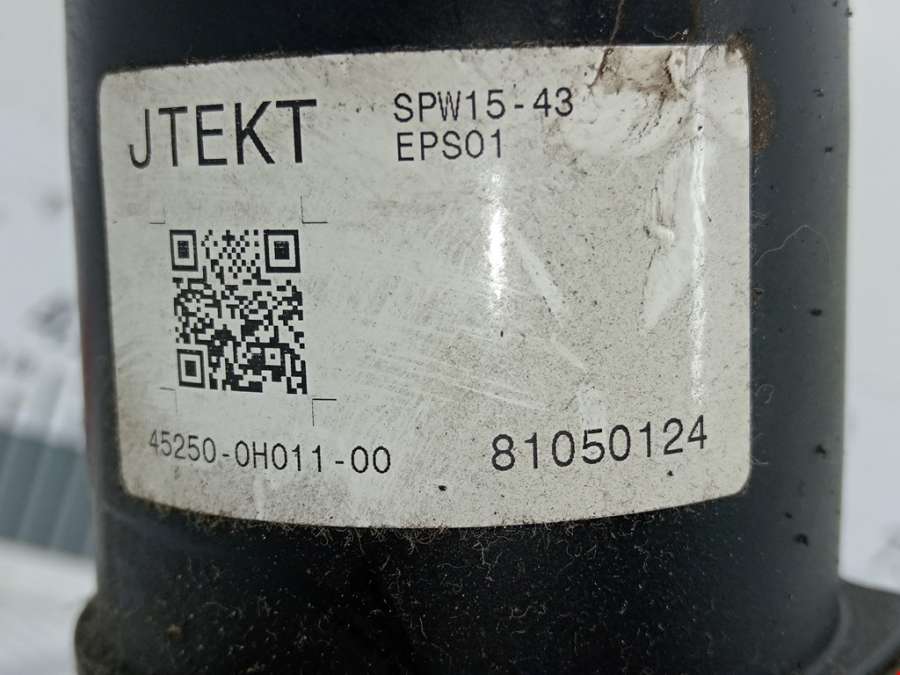 JTEKT
SPW15-43
EPS01
45250-0H011-00
81050124